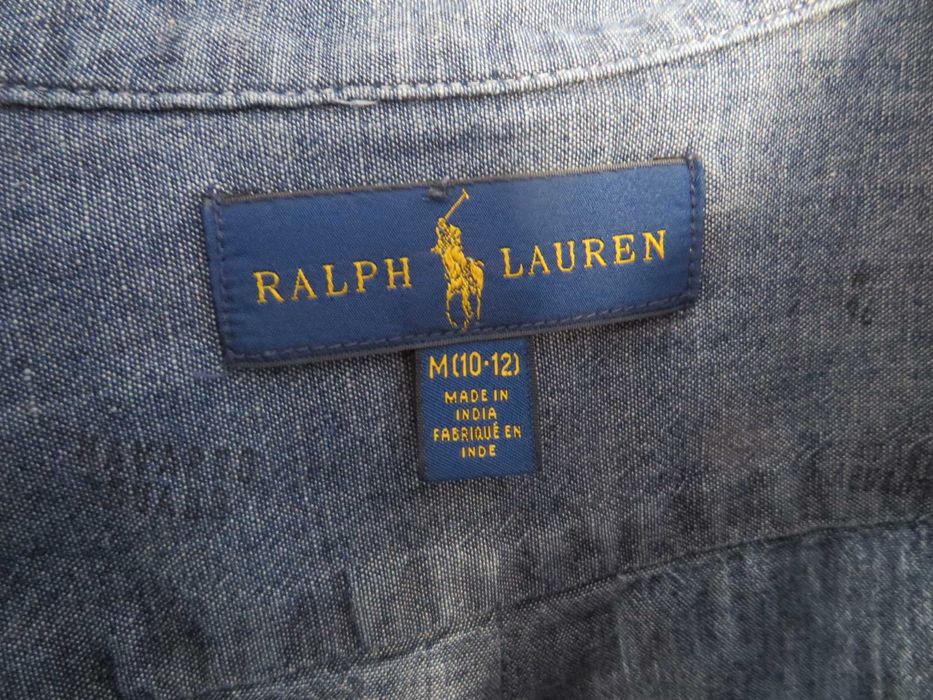 RALPH LAUREN
M(10·12)
MADE IN
INDIA
FABRIQUÉ EN
INDE